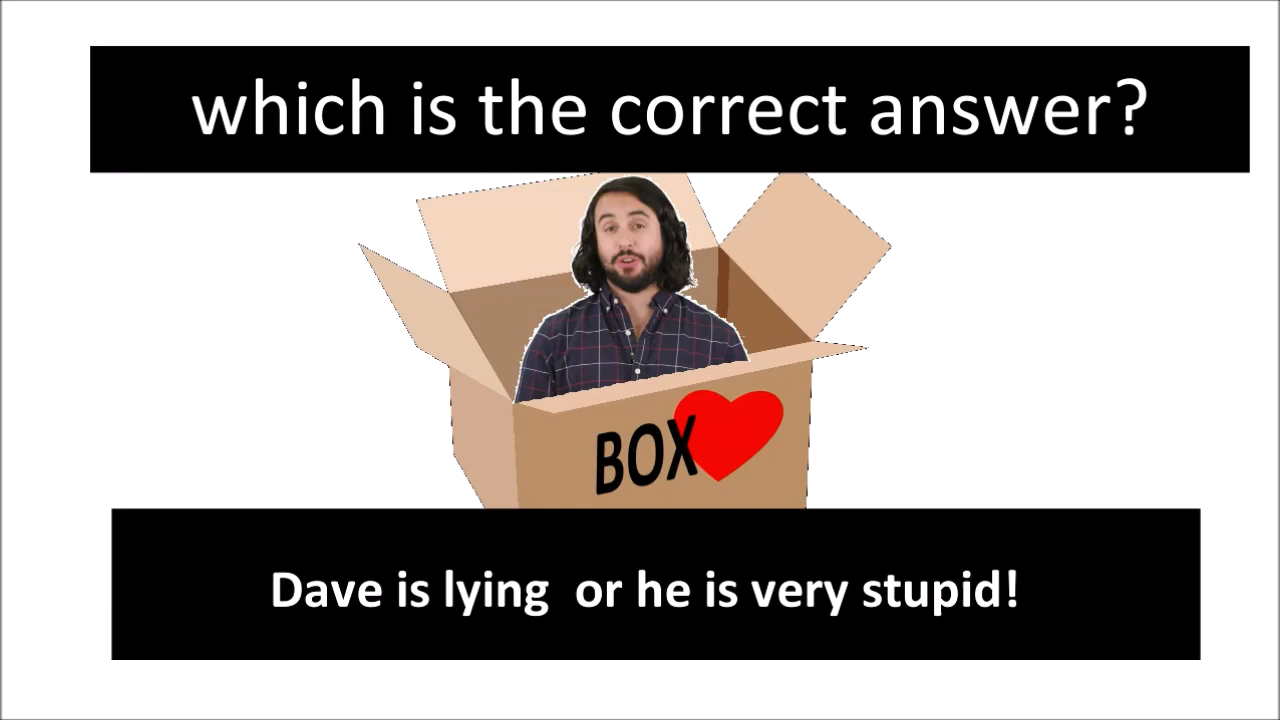 which is the correct answer?
BOX
Dave is lying  or he is very stupid!